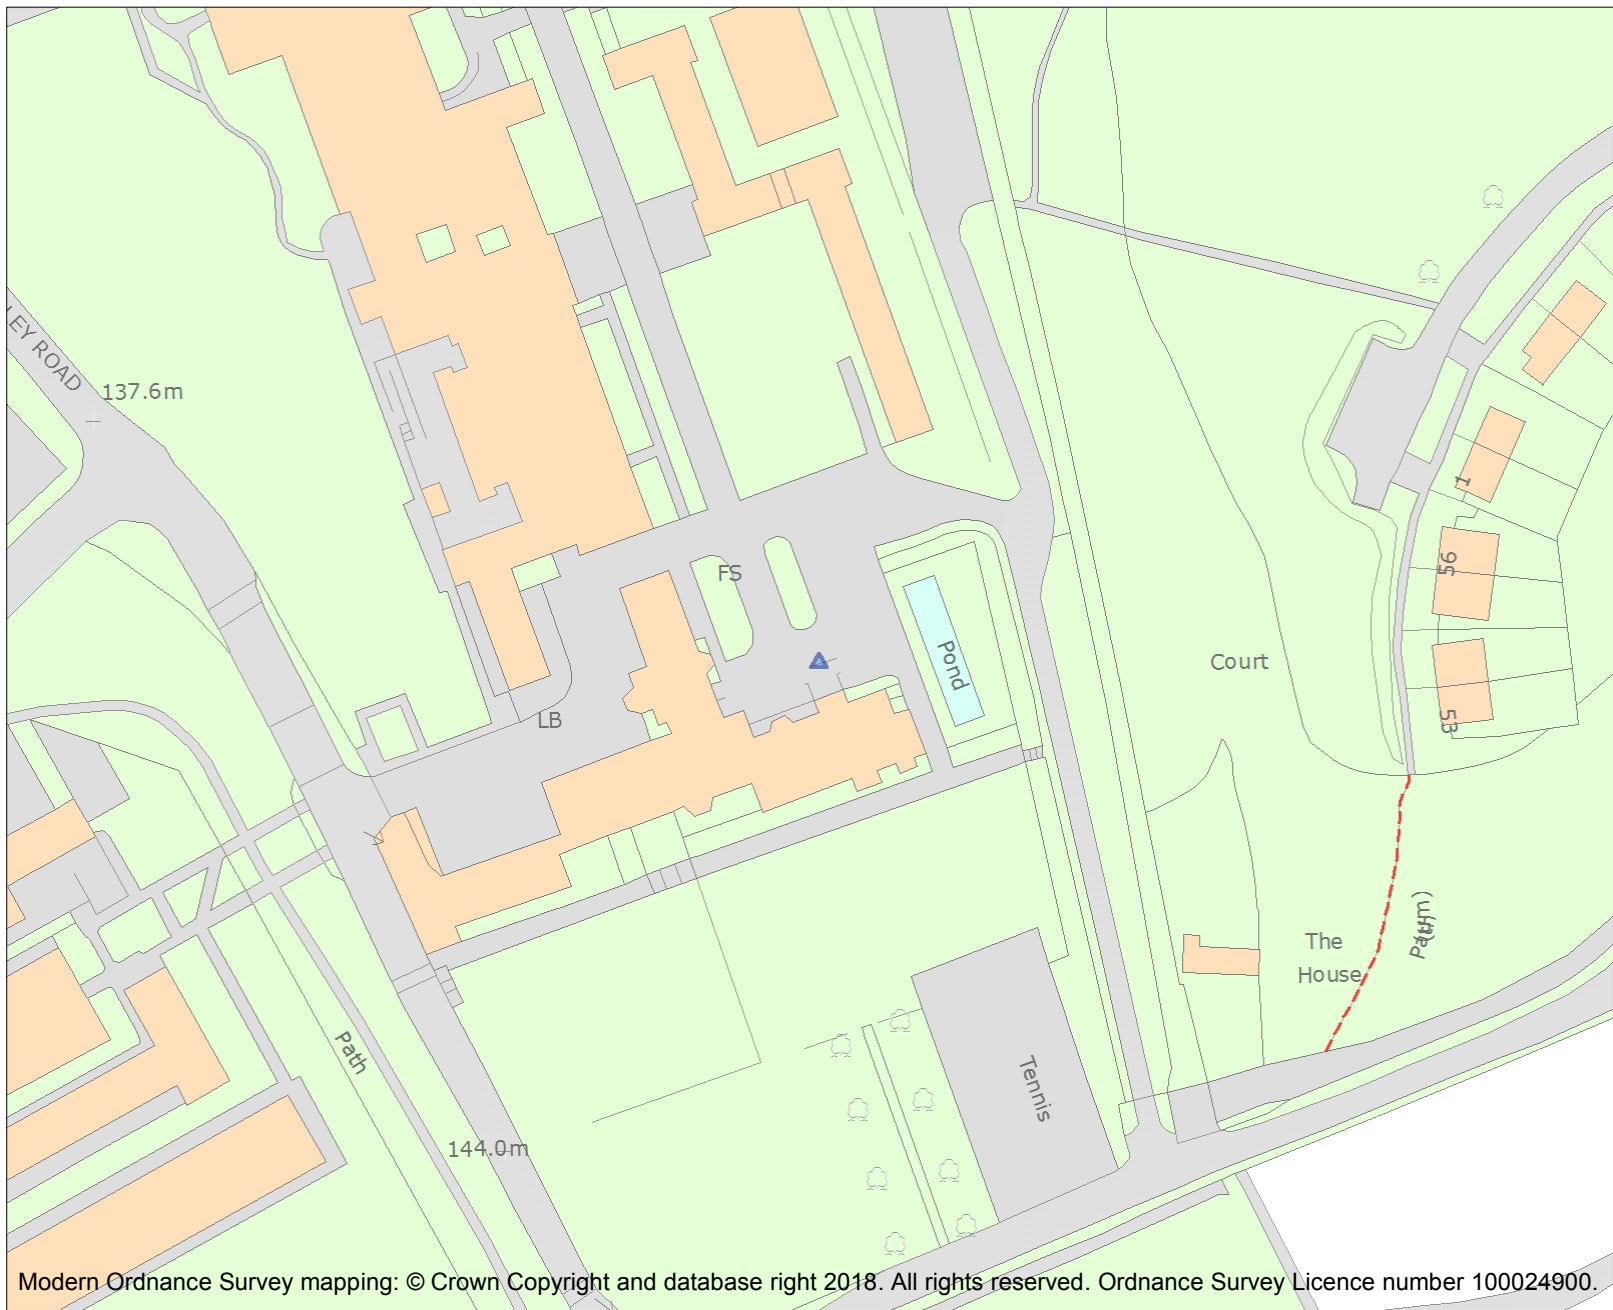 LEY ROAD
137.6m
1
FS
56
Court
Pond
LB
53
The
House
Path
Tennis
144.0m
Modern Ordnance Survey mapping: © Crown Copyright and database right 2018. All rights reserved. Ordnance Survey Licence number 100024900.